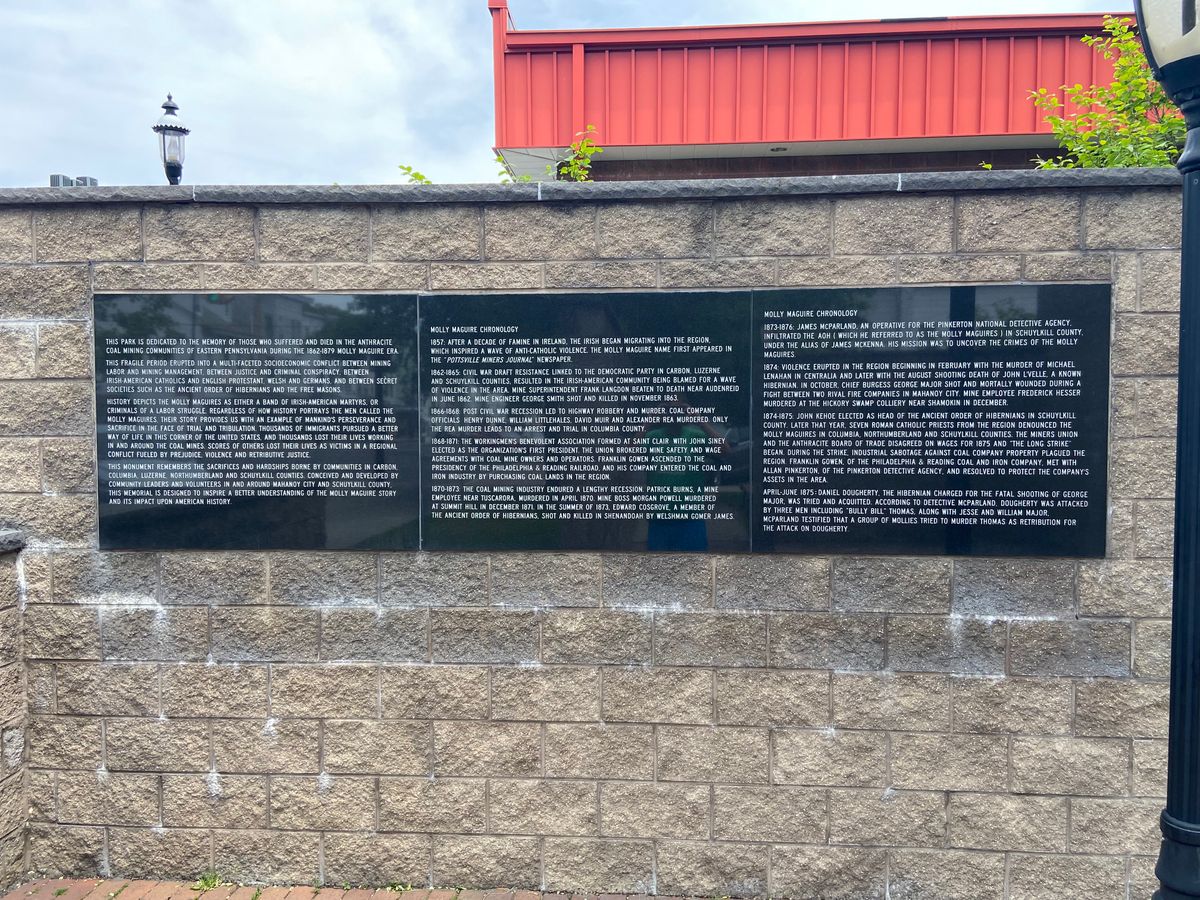 THIS PARK IS DEDICATED TO THE MEMORY OF THOSE WHO SUFFERED AND DIED IN THE ANTHRACITE
COAL MINING COMMUNITIES OF EASTERN PENNSYLVANIA DURING THE 1862-1879 MOLLY MAGUIRE ERA.
THIS FRAGILE PERIOD ERUPTED INTO A MULTI-FACETED SOCIOECONOMIC CONFLICT BETWEEN MINING
LABOR AND MINING MANAGEMENT, BETWEEN JUSTICE AND CRIMINAL CONSPIRACY, BETWEEN
IRISH-AMERICAN CATHOLICS AND ENGLISH PROTESTANT, WELSH AND GERMANS, AND BETWEEN SECRET
SOCIETIES SUCH AS THE ANCIENT ORDER OF HIBERNIANS AND THE FREE MASONS.
HISTORY DEPICTS THE MOLLY MAGUIRES AS EITHER A BAND OF IRISH-AMERICAN MARTYRS, OR
CRIMINALS OF A LABOR STRUGGLE. REGARDLESS OF HOW HISTORY PORTRAYS THE MEN CALLED THE
MOLLY MAGUIRES, THEIR STORY PROVIDES US WITH AN EXAMPLE OF MANKIND'S PERSEVERANCE AND
SACRIFICE IN THE FACE OF TRIAL AND TRIBULATION. THOUSANDS OF IMMIGRANTS PURSUED A BETTER
WAY OF LIFE IN THIS CORNER OF THE UNITED STATES, AND THOUSANDS LOST THEIR LIVES WORKING
IN AND AROUND THE COAL MINES. SCORES OF OTHERS LOST THEIR LIVES AS VICTIMS IN A REGIONAL
CONFLICT FUELED BY PREJUDICE, VIOLENCE AND RETRIBUTIVE JUSTICE.
THIS MONUMENT REMEMBERS THE SACRIFICES AND HARDSHIPS BORNE BY COMMUNITIES IN CARBON,
COLUMBIA, LUZERNE, NORTHUMBERLAND AND SCHUYLKILL COUNTIES. CONCEIVED AND DEVELOPED BY
COMMUNITY LEADERS AND VOLUNTEERS IN AND AROUND MAHANOY CITY AND SCHUYLKILL COUNTY,
THIS MEMORIAL IS DESIGNED TO INSPIRE A BETTER UNDERSTANDING OF THE MOLLY MAGUIRE STORY
AND ITS IMPACT UPON AMERICAN HISTORY.
MOLLY MAGUIRE CHRONOLOGY
1857: AFTER A DECADE OF FAMINE IN IRELAND, THE IRISH BEGAN MIGRATING INTO THE REGION,
WHICH INSPIRED A WAVE OF ANTI-CATHOLIC VIOLENCE. THE MOLLY MAGUIRE NAME FIRST APPEARED IN
THE "POTTSVILLE MINERS JOURNAL" NEWSPAPER.
1862-1865: CIVIL WAR DRAFT RESISTANCE LINKED TO THE DEMOCRATIC PARTY IN CARBON, LUZERNE
AND SCHUYLKILL COUNTIES, RESULTED IN THE IRISH-AMERICAN COMMUNITY BEING BLAMED FOR A WAVE
OF VIOLENCE IN THE AREA. MINE SUPERINTENDENT FRANK LANGDON BEATEN TO DEATH NEAR AUDENREID
IN JUNE 1862. MINE ENGINEER GEORGE SMITH SHOT AND KILLED IN NOVEMBER 1863.
1866-1868: POST CIVIL WAR RECESSION LED TO HIGHWAY ROBBERY AND MURDER. COAL COMPANY
OFFICIALS HENRY DUNNE, WILLIAM LITTLEHALES, DAVID MUIR AND ALEXANDER REA MURDERED. ONLY
THE REA MURDER LEADS TO AN ARREST AND TRIAL IN COLUMBIA COUNTY.
1868-1871: THE WORKINGMENS BENEVOLENT ASSOCIATION FORMED AT SAINT CLAIR WITH JOHN SINEY
ELECTED AS THE ORGANIZATION'S FIRST PRESIDENT. THE UNION BROKERED MINE SAFETY AND WAGE
AGREEMENTS WITH COAL MINE OWNERS AND OPERATORS. FRANKLIN GOWEN ASCENDED TO THE
PRESIDENCY OF THE PHILADELPHIA & READING RAILROAD, AND HIS COMPANY ENTERED THE COAL AND
IRON INDUSTRY BY PURCHASING COAL LANDS IN THE REGION.
1870-1873: THE COAL MINING INDUSTRY ENDURED A LENGTHY RECESSION. PATRICK BURNS, A MINE
EMPLOYEE NEAR TUSCARORA, MURDERED IN APRIL 1870. MINE BOSS MORGAN POWELL MURDERED
AT SUMMIT HILL IN DECEMBER 1871. IN THE SUMMER OF 1873, EDWARD COSGROVE, A MEMBER OF
THE ANCIENT ORDER OF HIBERNIANS, SHOT AND KILLED IN SHENANDOAH BY WELSHMAN GOMER JAMES.
MOLLY MAGUIRE CHRONOLOGY
1873-1876: JAMES MCPARLAND, AN OPERATIVE FOR THE PINKERTON NATIONAL DETECTIVE AGENCY,
INFILTRATED THE AOH ( WHICH HE REFERRED TO AS THE MOLLY MAGUIRES ) IN SCHUYLKILL COUNTY,
UNDER THE ALIAS OF JAMES MCKENNA. HIS MISSION WAS TO UNCOVER THE CRIMES OF THE MOLLY
MAGUIRES.
1874: VIOLENCE ERUPTED IN THE REGION BEGINNING IN FEBRUARY WITH THE MURDER OF MICHAEL
LENAHAN IN CENTRALIA AND LATER WITH THE AUGUST SHOOTING DEATH OF JOHN LVIELLE, A KNOWN
HIBERNIAN. IN OCTOBER, CHIEF BURGESS GEORGE MAJOR SHOT AND MORTALLY WOUNDED DURING A
FIGHT BETWEEN TWO RIVAL FIRE COMPANIES IN MAHANOY CITY. MINE EMPLOYEE FREDERICK HESSER
MURDERED AT THE HICKORY SWAMP COLLIERY NEAR SHAMOKIN IN DECEMBER.
1874-1875: JOHN KEHOE ELECTED AS HEAD OF THE ANCIENT ORDER OF HIBERNIANS IN SCHUYLKILL
COUNTY. LATER THAT YEAR, SEVEN ROMAN CATHOLIC PRIESTS FROM THE REGION DENOUNCED THE
MOLLY MAGUIRES IN COLUMBIA, NORTHUMBERLAND AND SCHUYLKILL COUNTIES. THE MINERS UNION
AND THE ANTHRACITE BOARD OF TRADE DISAGREED ON WAGES FOR 1875 AND "THE LONG STRIKE"
BEGAN. DURING THE STRIKE, INDUSTRIAL SABOTAGE AGAINST COAL COMPANY PROPERTY PLAGUED THE
REGION. FRANKLIN GOWEN, OF THE PHILADELPHIA & READING COAL AND IRON COMPANY, MET WITH
ALLAN PINKERTON, OF THE PINKERTON DETECTIVE AGENCY, AND RESOLVED TO PROTECT THE COMPANY'S
ASSETS IN THE AREA.
APRIL-JUNE 1875: DANIEL DOUGHERTY, THE HIBERNIAN CHARGED FOR THE FATAL SHOOTING OF GEORGE
MAJOR, WAS TRIED AND ACQUITTED. ACCORDING TO DETECTIVE MCPARLAND, DOUGHERTY WAS ATTACKED
BY THREE MEN INCLUDING "BULLY BILL" THOMAS, ALONG WITH JESSE AND WILLIAM MAJOR.
MCPARLAND TESTIFIED THAT A GROUP OF MOLLIES TRIED TO MURDER THOMAS AS RETRIBUTION FOR
THE ATTACK ON DOUGHERTY.